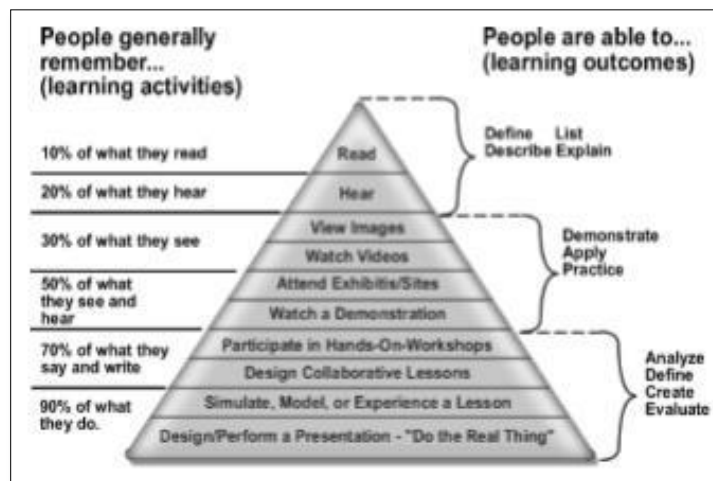 People generally
remember...
(learning activities)
People are able to...
(learning outcomes)
10% of what they read
20% of what they hear
30% of what they see
50% of what
they see and
hear
70% of what they
say and write
90% of what
they do.
Read
Hear
View Images
Watch Videos
Attend Exhibitis/Sites
Watch a Demonstration
Participate in Hands-On-Workshops
Design Collaborative Lessons
Simulate, Model, or Experience a Lesson
Design/Perform a Presentation - "Do the Real Thing"
Define List
Describe Explain
Demonstrate
Apply
Practice
Analyze
Define
Create
Evaluate